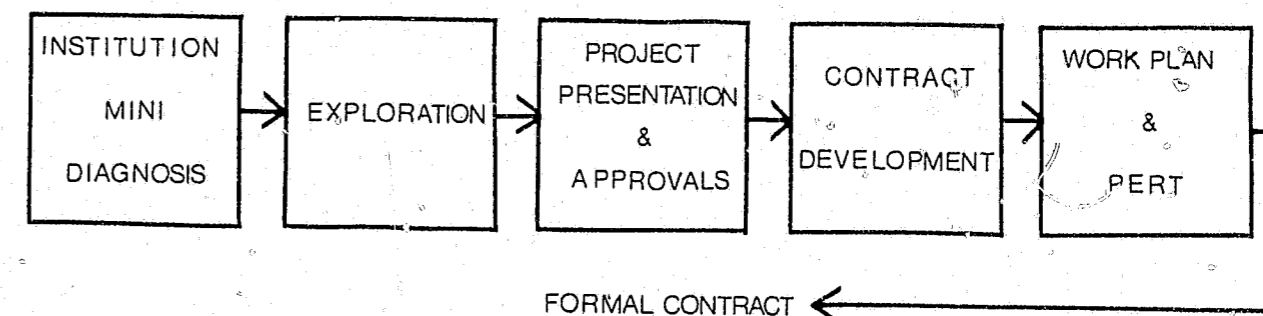 INSTITUTION
MINI
DIAGNOSIS
EXPLORATION
PROJECT
PRESENTATION
&
APPROVALS
CONTRACT
DEVELOPMENT
WORK PLAN
&
PERT
FORMAL CONTRACT